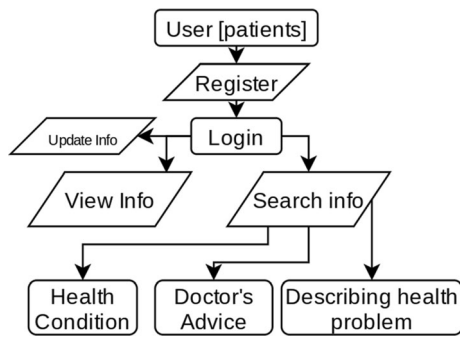 User [patients]
Register
Login
Update Info
View Info
Search info
Health
Condition
Doctor's
Advice
Describing health
problem